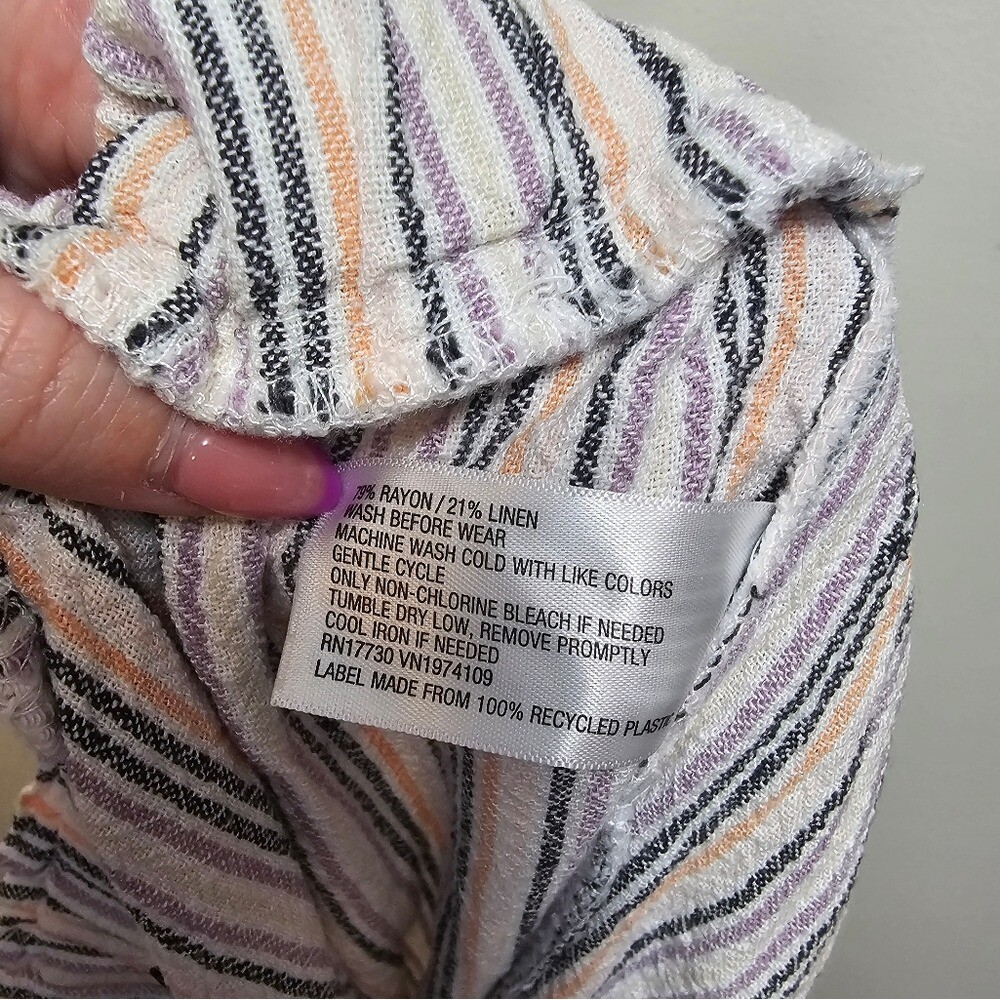 79% RAYON / 21% LINEN
WASH BEFORE WEAR
MACHINE WASH COLD WITH LIKE COLORS
GENTLE CYCLE
ONLY NON-CHLORINE BLEACH IF NEEDED
TUMBLE DRY LOW, REMOVE PROMPTLY
COOL IRON IF NEEDED
RN17730 VN1974109
LABEL MADE FROM 100% RECYCLED PLASTIC